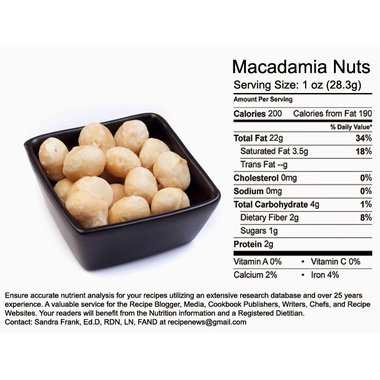 Macadamia Nuts
Serving Size: 1 oz (28.3g)
Amount Per Serving
Calories 200 Calories from Fat 190
% Daily Value*
Total Fat 22g 34%
Saturated Fat 3.5g 18%
Trans Fat --g
Cholesterol 0mg 0%
Sodium 0mg 0%
Total Carbohydrate 4g 1%
Dietary Fiber 2g 8%
Sugars 1g
Protein 2g
Vitamin A 0% • Vitamin C 0%
Calcium 2% • Iron 4%
Ensure accurate nutrient analysis for your recipes utilizing an extensive research database and over 25 years
experience. A valuable service for the Recipe Blogger, Media, Cookbook Publishers, Writers, Chefs, and Recipe
Websites. Your readers will benefit from the Nutrition information and a Registered Dietitian.
Contact: Sandra Frank, Ed.D, RDN, LN, FAND at recipenews@gmail.com